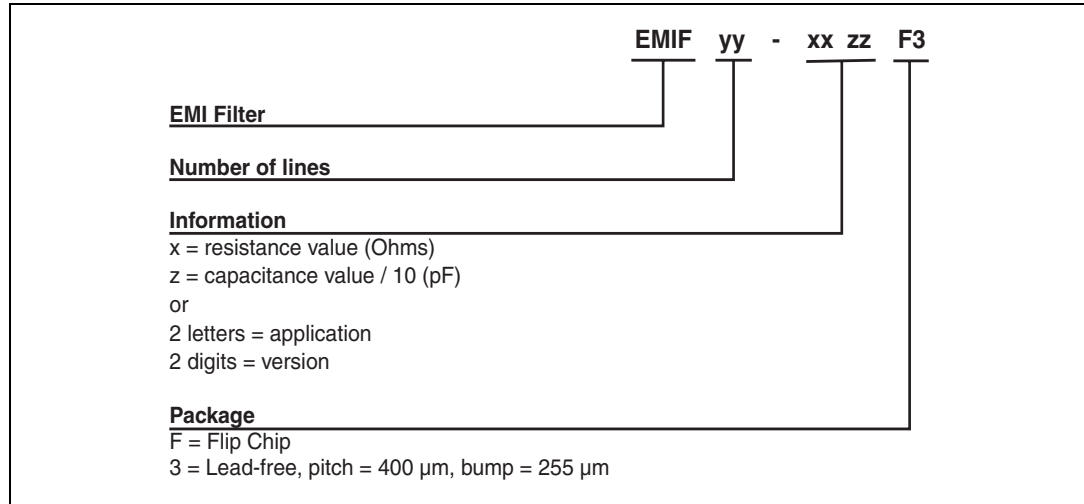 EMIF yy - xx zz F3
EMI Filter
Number of lines
Information
x = resistance value (Ohms)
z = capacitance value / 10 (pF)
or
2 letters = application
2 digits = version
Package
F = Flip Chip
3 = Lead-free, pitch = 400 µm, bump = 255 µm